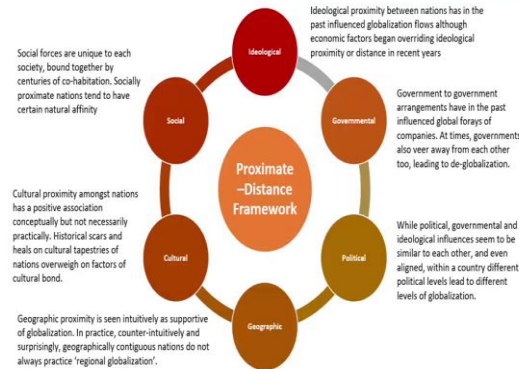 Ideological proximity between nations has in the
past influenced globalization flows although
economic factors began overriding ideological
proximity or distance in recent years
Ideological
Social forces are unique to each
society, bound together by
centuries of co-habitation. Socially
proximate nations tend to have
certain natural affinity
Social
Governmental
Government to government
arrangements have in the past
influenced global forays of
companies. At times, governments
also veer away from each other
too, leading to de-globalization.
Proximate
–Distance
Framework
Cultural proximity amongst nations
has a positive association
conceptually but not necessarily
practically. Historical scars and
heals on cultural tapestries of
nations overweigh on factors of
cultural bond.
Cultural
Political
While political, governmental and
ideological influences seem to be
similar to each other, and even
aligned, within a country different
political levels lead to different
levels of globalization.
Geographic
Geographic proximity is seen intuitively as supportive
of globalization. In practice, counter-intuitively and
surprisingly, geographically contiguous nations do not
always practice ‘regional globalization’.